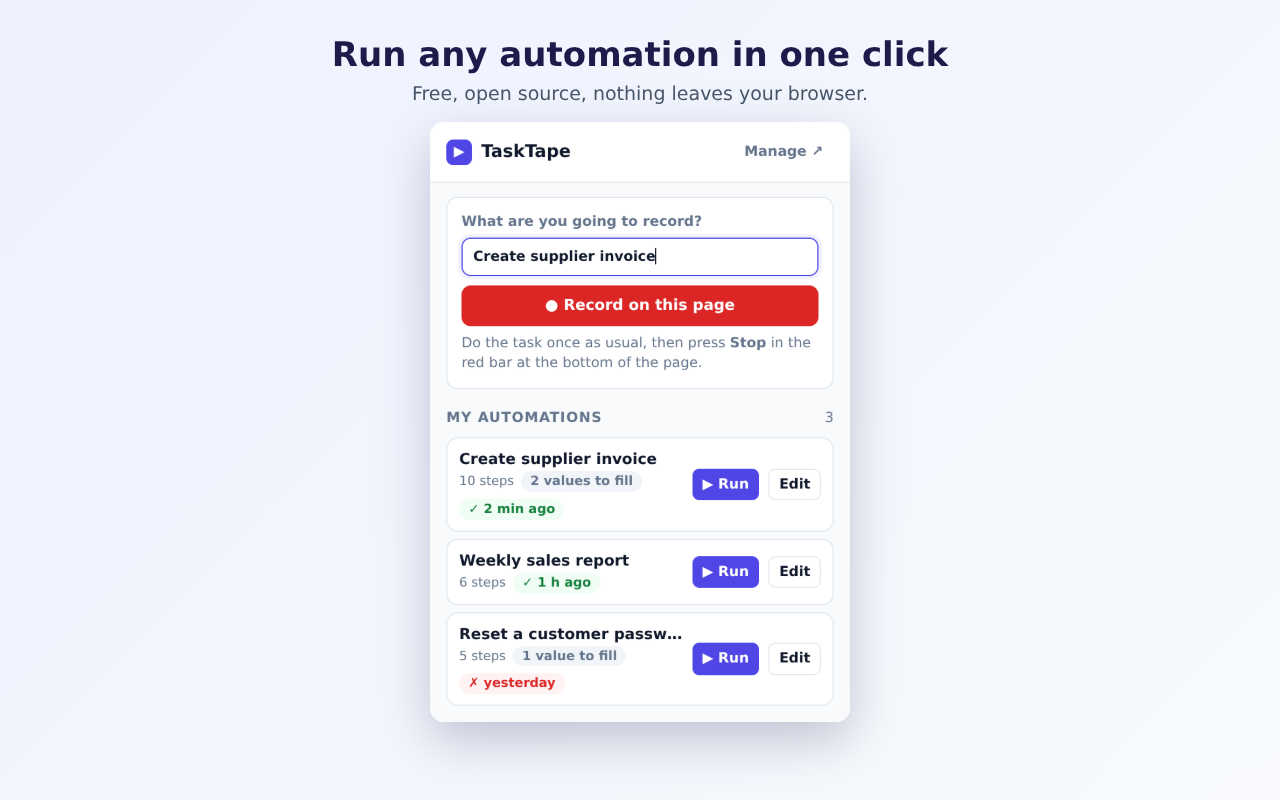 Run any automation in one click
Free, open source, nothing leaves your browser.
▶ TaskTape
Manage ↗
What are you going to record?
Create supplier invoice
● Record on this page
Do the task once as usual, then press Stop in the
red bar at the bottom of the page.
MY AUTOMATIONS 3
Create supplier invoice
10 steps 2 values to fill
✓ 2 min ago
▶ Run Edit
Weekly sales report
6 steps ✓ 1 h ago
▶ Run Edit
Reset a customer passw…
5 steps 1 value to fill
✗ yesterday
▶ Run Edit